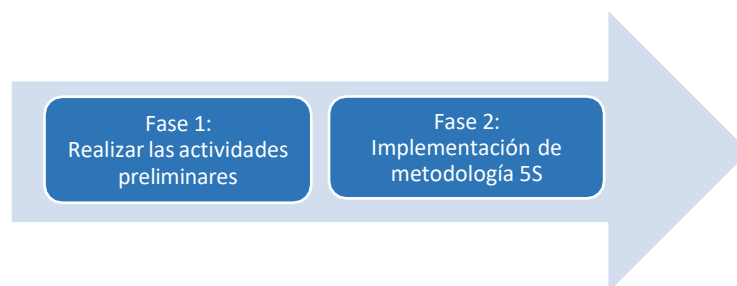 Fase 1:
Realizar las actividades
preliminares
Fase 2:
Implementación de
metodología 5S